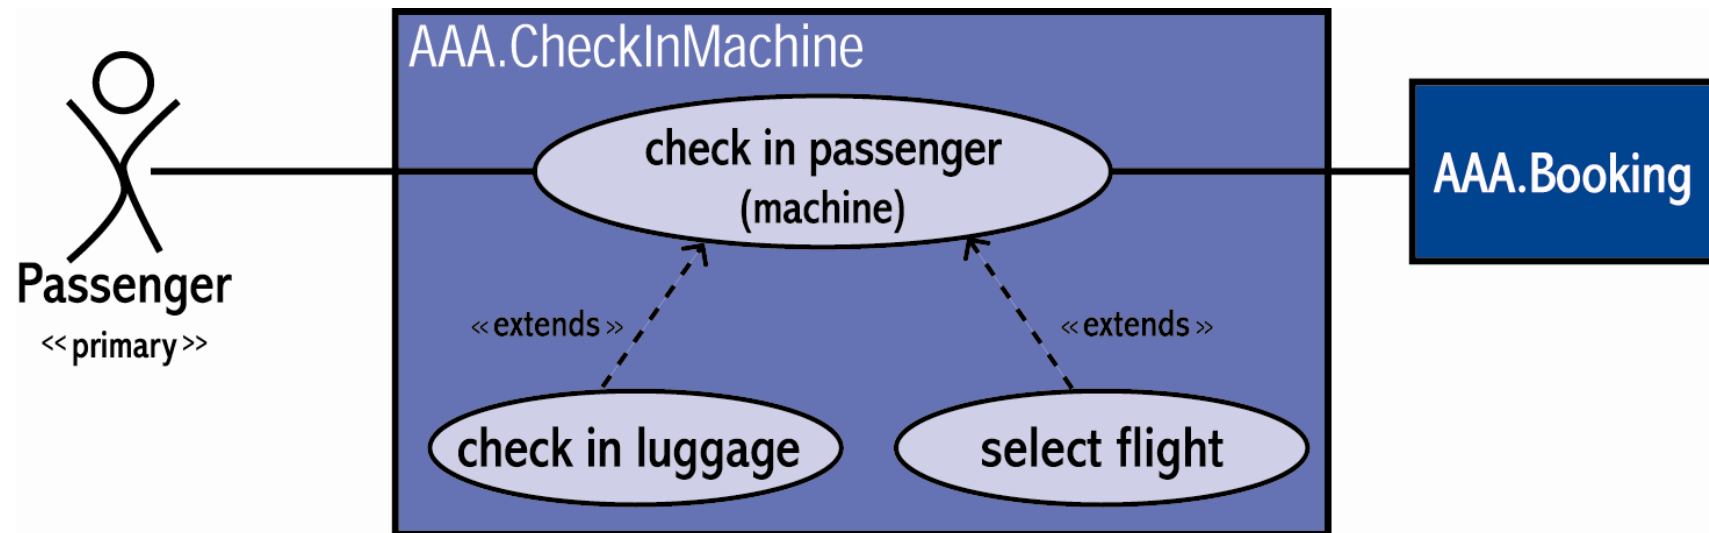 AAA.CheckInMachine
check in passenger
(machine)
AAA.Booking
Passenger
<<primary>>
«extends»
«extends»
check in luggage
select flight